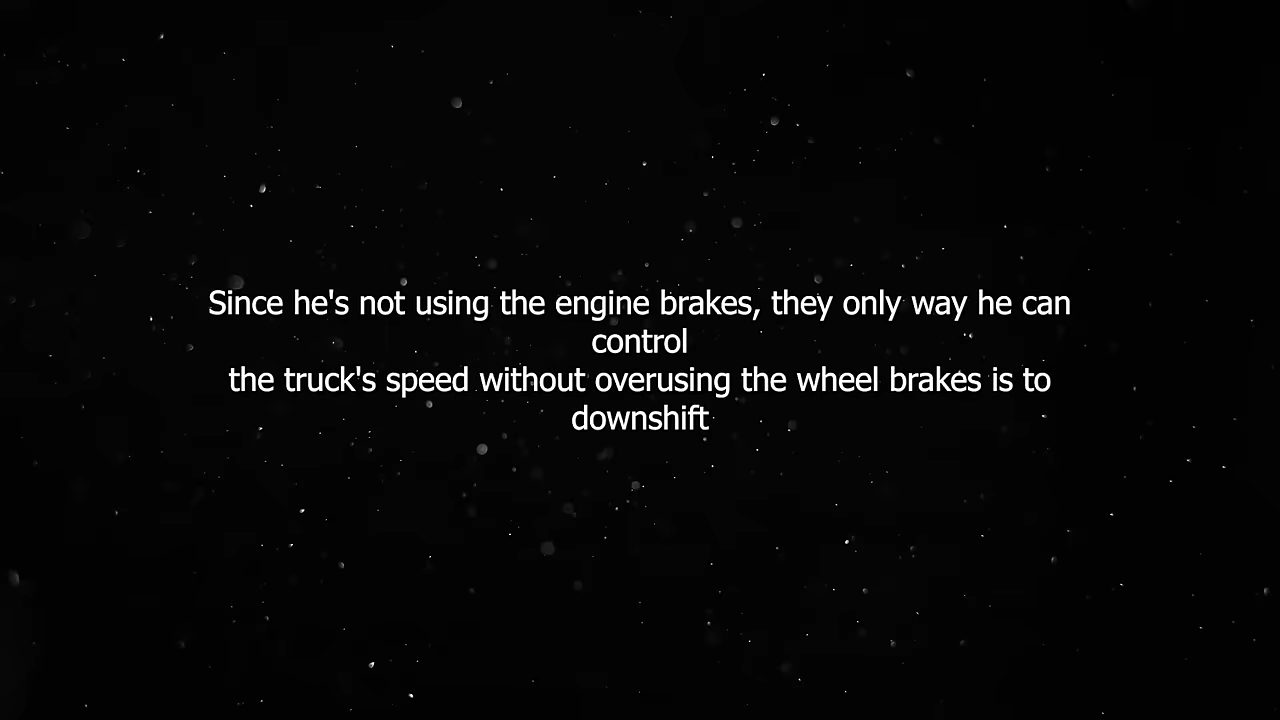 Since he's not using the engine brakes, they only way he can
control
the truck's speed without overusing the wheel brakes is to
downshift